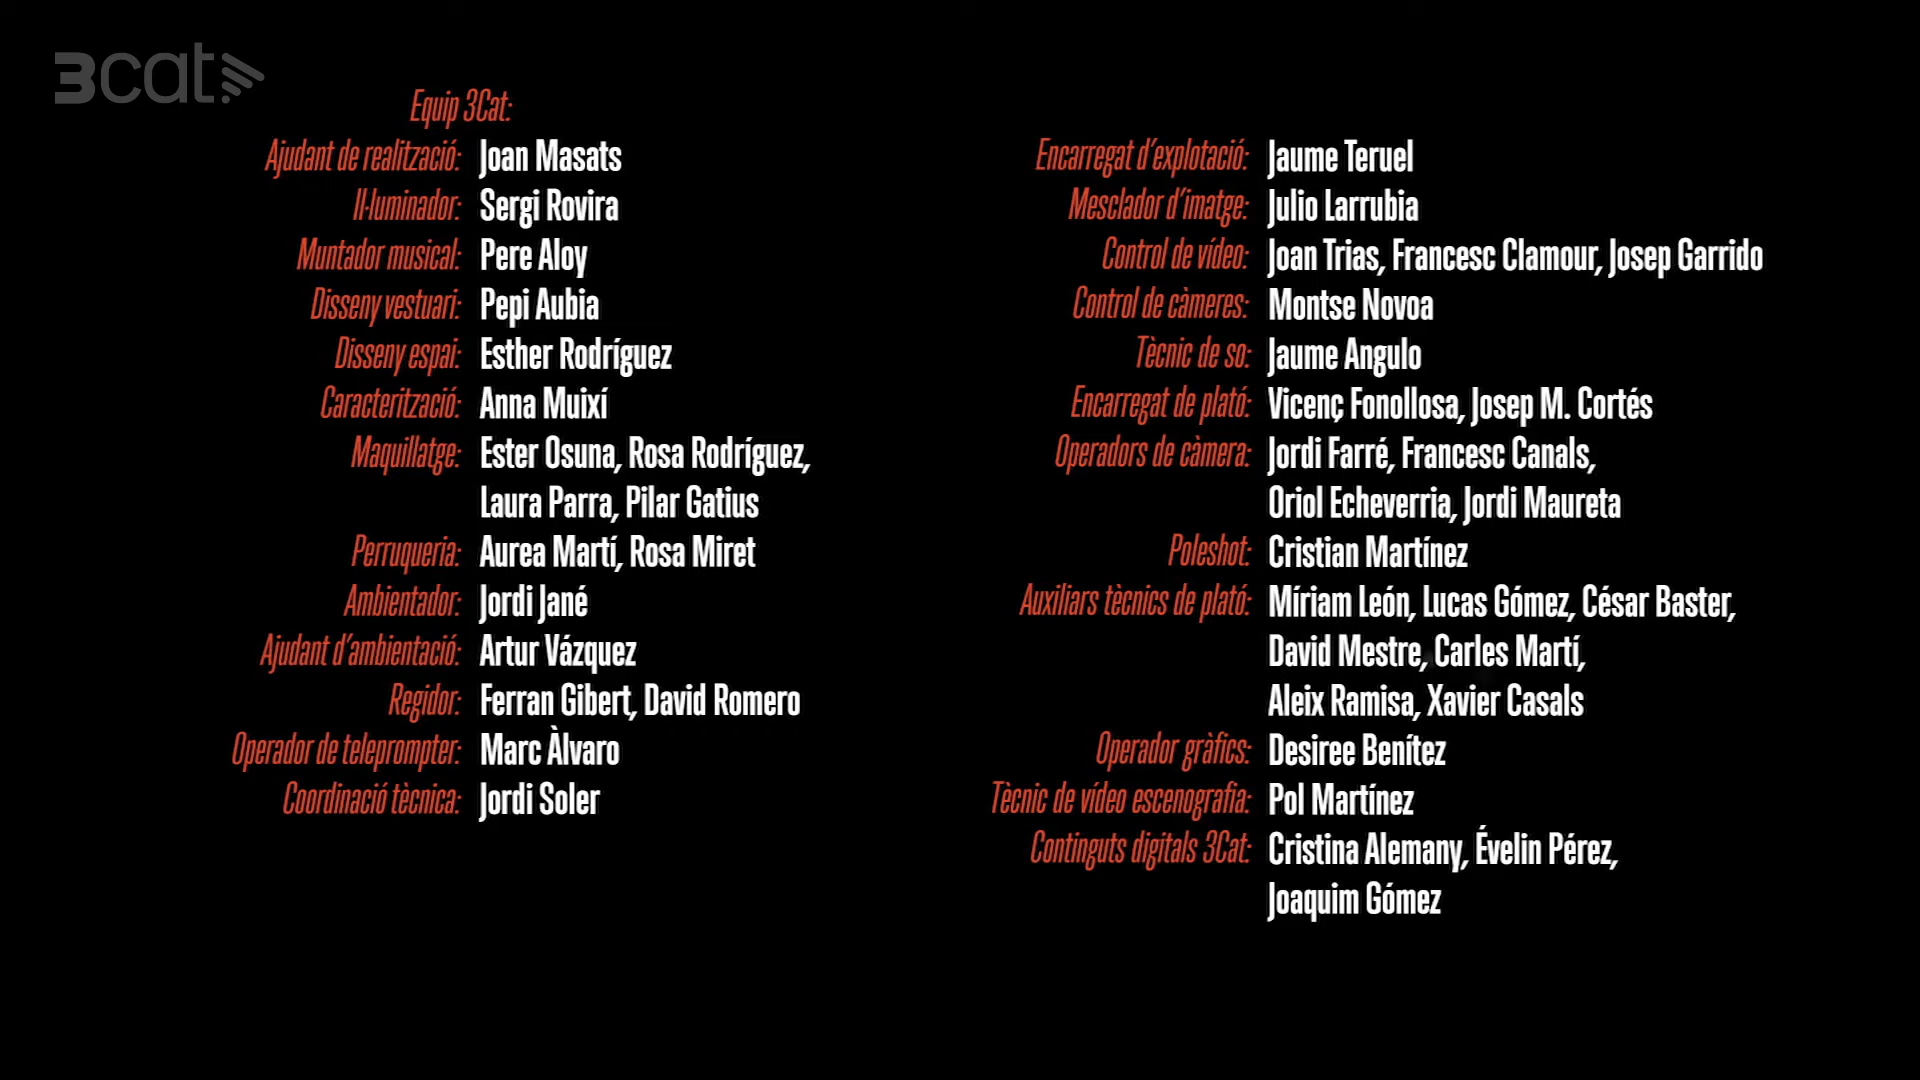 3cat
Equip 3Cat:
Ajudant de realització: Joan Masats
Il·luminador: Sergi Rovira
Muntador musical: Pere Aloy
Disseny vestuari: Pepi Aubia
Disseny espai: Esther Rodríguez
Caracterització: Anna Muixí
Maquillatge: Ester Osuna, Rosa Rodríguez,
Laura Parra, Pilar Gatius
Perruqueria: Aurea Martí, Rosa Miret
Ambientador: Jordi Jané
Ajudant d'ambientació: Artur Vázquez
Regidor: Ferran Gibert, David Romero
Operador de teleprompter: Marc Àlvaro
Coordinació tècnica: Jordi Soler
Encarregat d'explotació: Jaume Teruel
Mesclador d'imatge: Julio Larrubia
Control de vídeo: Joan Trias, Francesc Clamour, Josep Garrido
Control de càmeres: Montse Novoa
Tècnic de so: Jaume Angulo
Encarregat de plató: Vicenç Fonollosa, Josep M. Cortés
Operadors de càmera: Jordi Farré, Francesc Canals,
Oriol Echeverria, Jordi Maureta
Poleshot: Cristian Martínez
Auxiliars tècnics de plató: Míriam León, Lucas Gómez, César Baster,
David Mestre, Carles Martí,
Aleix Ramisa, Xavier Casals
Operador gràfics: Desiree Benítez
Tècnic de vídeo escenografia: Pol Martínez
Continguts digitals 3Cat: Cristina Alemany, Évelin Pérez,
Joaquim Gómez